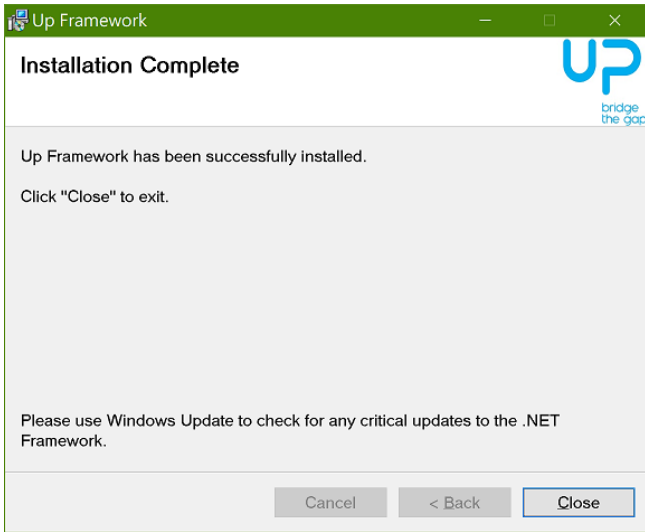 Up Framework
Installation Complete
UP
bridge
the gap
Up Framework has been successfully installed.
Click "Close" to exit.
Please use Windows Update to check for any critical updates to the .NET
Framework.
Cancel
< Back
Close